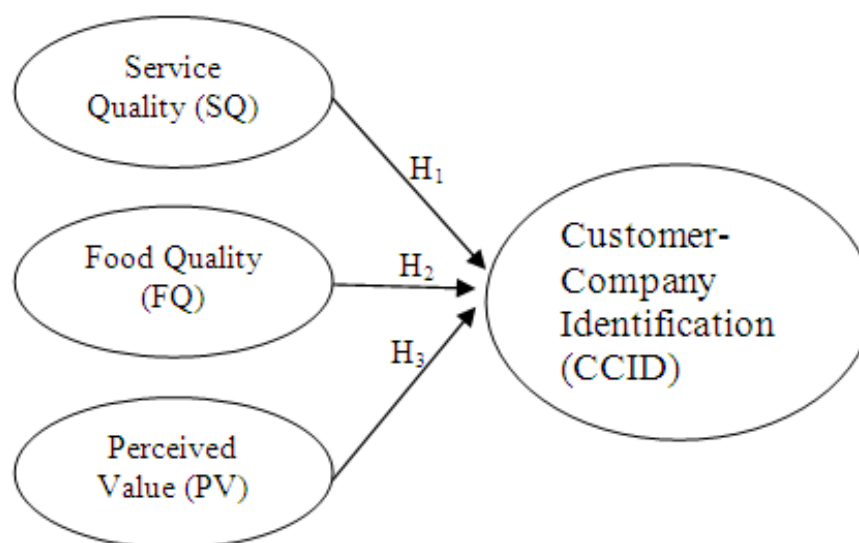 Service
Quality (SQ)
H₁
Food Quality
(FQ)
H₂
Customer-
Company
Identification
(CCID)
H₃
Perceived
Value (PV)